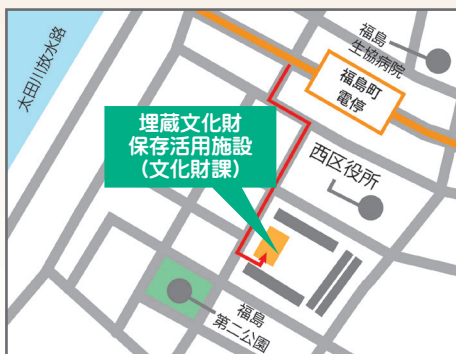 太田川放水路
福島
生協病院
福島町
電停
埋蔵文化財
保存活用施設
（文化財課）
西区役所
福島
第二公園